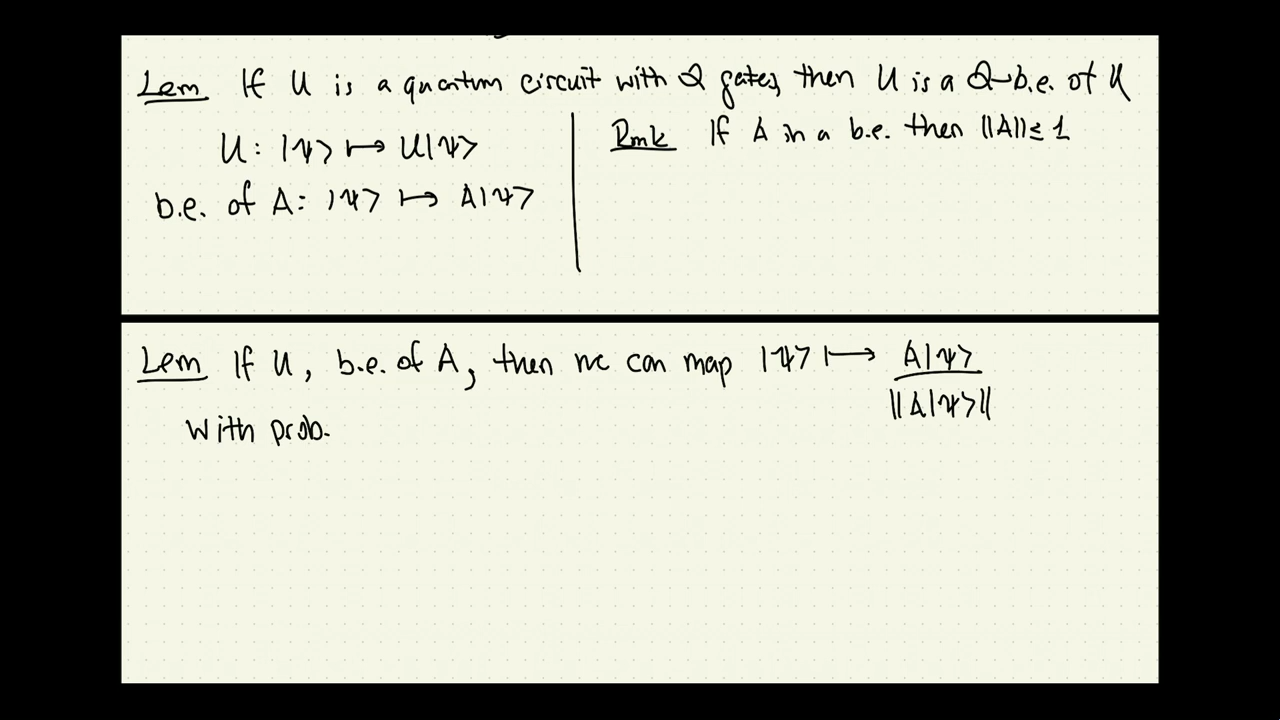 Lem If U is a quantum circuit with Q gates, then U is a Q-b.e. of U
U: |ψ⟩ ↦ U|ψ⟩
b.e. of A: |ψ⟩ ↦ A|ψ⟩
Rmk If A in a b.e. then ||A|| ≤ 1
Lem If U, b.e. of A, then we can map |ψ⟩ ↦ A|ψ⟩
||A|ψ⟩||
With prob.